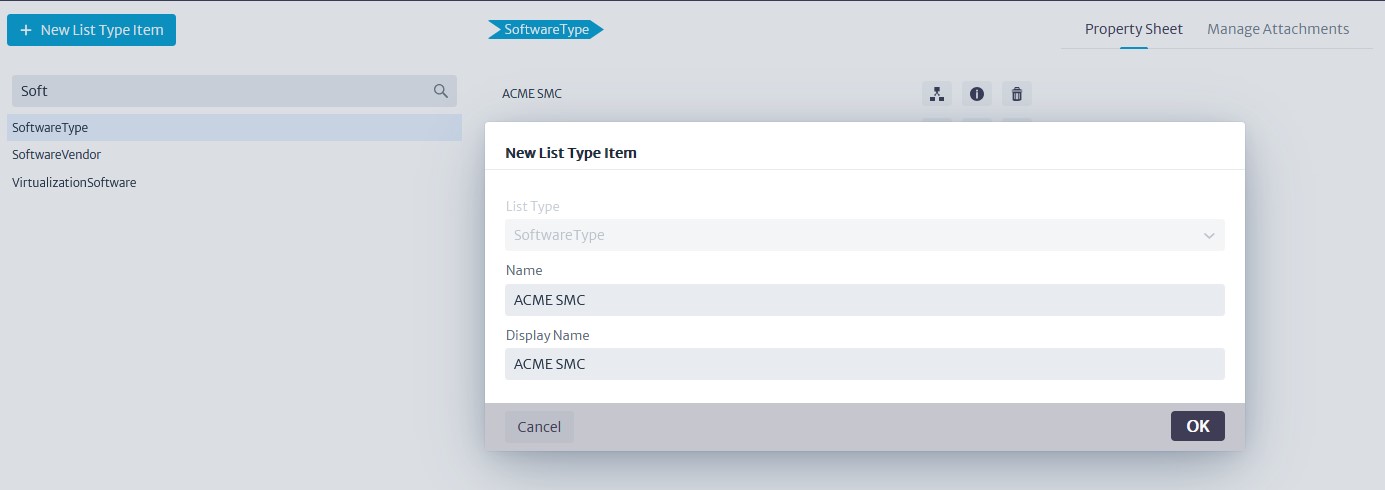 + New List Type Item
SoftwareType
Property Sheet
Manage Attachments
Soft
ACME SMC
SoftwareType
SoftwareVendor
VirtualizationSoftware
New List Type Item
List Type
SoftwareType
Name
ACME SMC
Display Name
ACME SMC
Cancel
OK